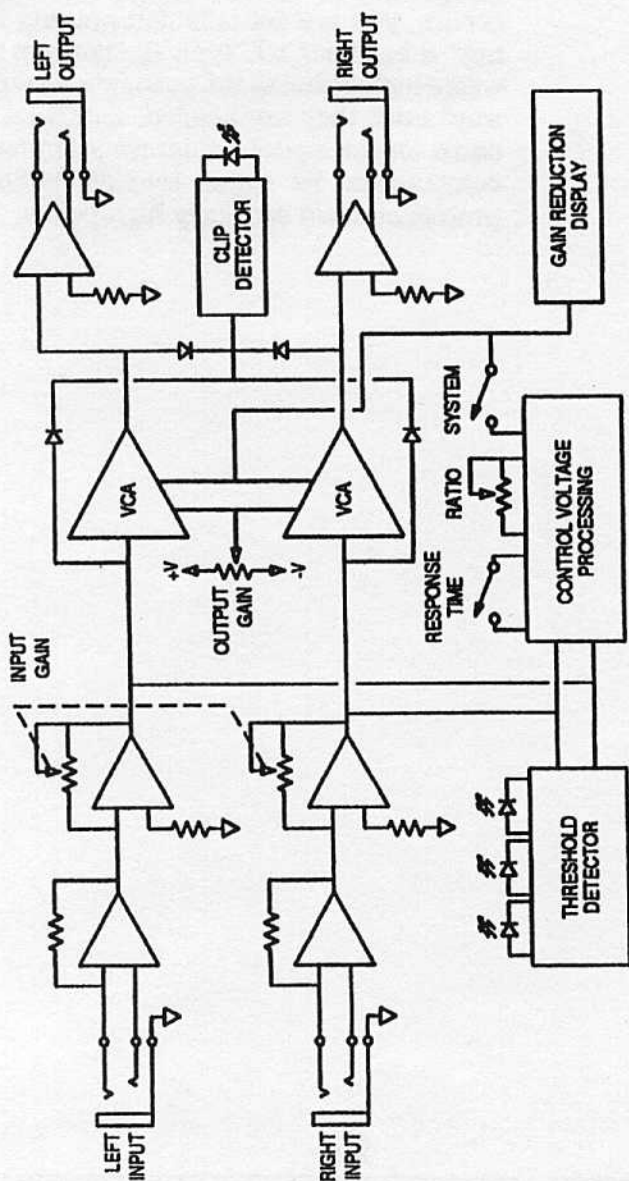 LEFT
INPUT
RIGHT
INPUT
INPUT
GAIN
+V
OUTPUT
GAIN
-V
VCA
VCA
LEFT
OUTPUT
CLIP
DETECTOR
RIGHT
OUTPUT
THRESHOLD
DETECTOR
RESPONSE
TIME
RATIO
SYSTEM
CONTROL VOLTAGE
PROCESSING
GAIN REDUCTION
DISPLAY